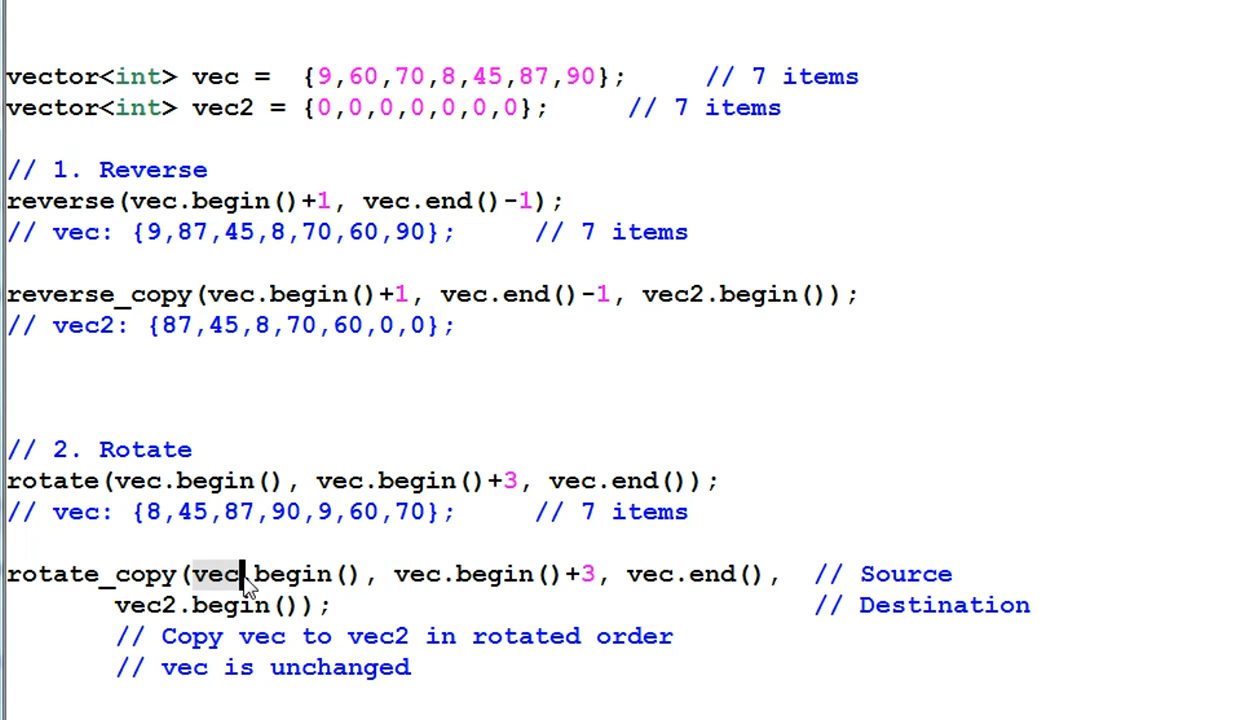 vector<int> vec =  {9,60,70,8,45,87,90};     // 7 items
vector<int> vec2 = {0,0,0,0,0,0,0};     // 7 items
// 1. Reverse
reverse(vec.begin()+1, vec.end()-1);
// vec: {9,87,45,8,70,60,90};     // 7 items
reverse_copy(vec.begin()+1, vec.end()-1, vec2.begin());
// vec2: {87,45,8,70,60,0,0};
// 2. Rotate
rotate(vec.begin(), vec.begin()+3, vec.end());
// vec: {8,45,87,90,9,60,70};     // 7 items
rotate_copy(vec.begin(), vec.begin()+3, vec.end(),  // Source
vec2.begin());                               // Destination
// Copy vec to vec2 in rotated order
// vec is unchanged